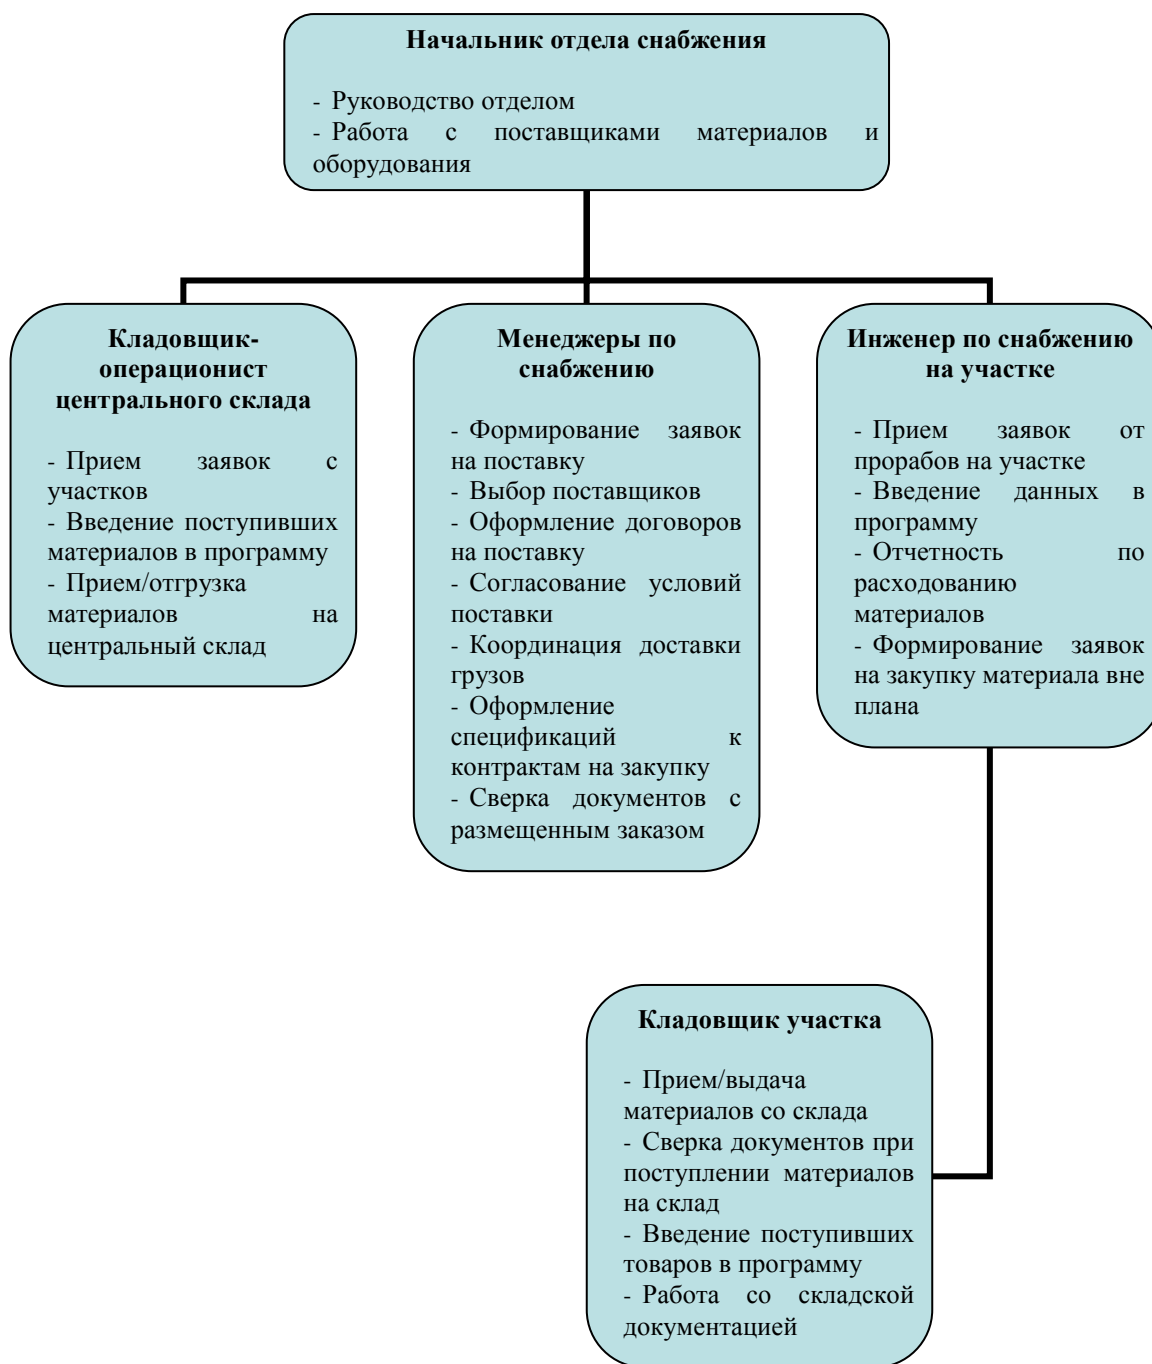 Начальник отдела снабжения
- Руководство отделом
- Работа с поставщиками материалов и
оборудования
Кладовщик-
операционист
центрального склада
- Прием заявок с
участков
- Введение поступивших
материалов в программу
- Прием/отгрузка
материалов на
центральный склад
Менеджеры по
снабжению
- Формирование заявок
на поставку
- Выбор поставщиков
- Оформление договоров
на поставку
- Согласование условий
поставки
- Координация доставки
грузов
- Оформление
спецификаций к
контрактам на закупку
- Сверка документов с
размещенным заказом
Инженер по снабжению
на участке
- Прием заявок от
прорабов на участке
- Введение данных в
программу
- Отчетность по
расходованию
материалов
- Формирование заявок
на закупку материала вне
плана
Кладовщик участка
- Прием/выдача
материалов со склада
- Сверка документов при
поступлении материалов
на склад
- Введение поступивших
товаров в программу
- Работа со складской
документацией